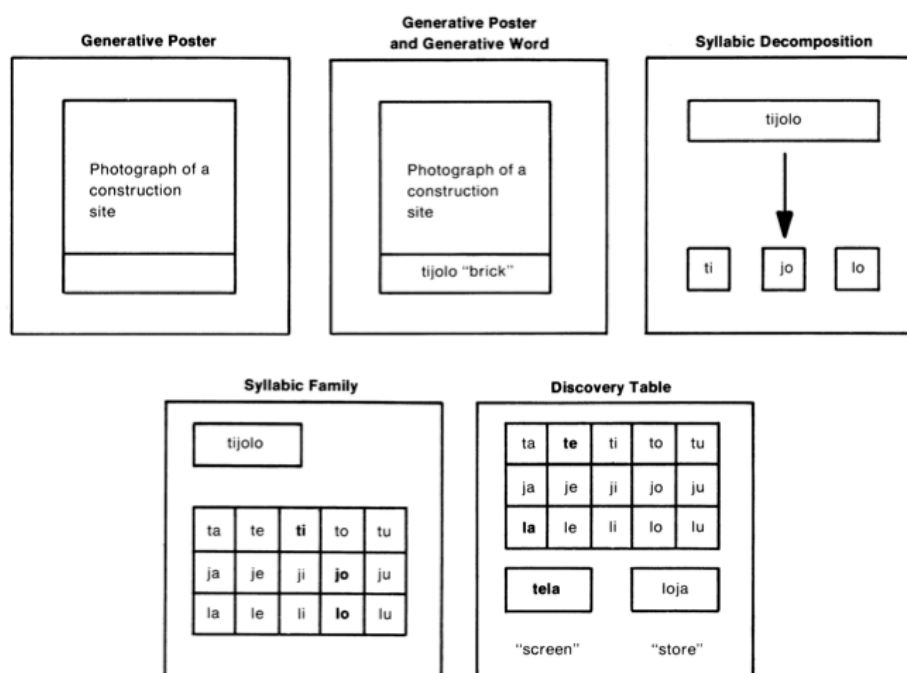 Generative Poster
Photograph of a
construction
site
Generative Poster
and Generative Word
Photograph of a
construction
site
tijolo “brick”
Syllabic Decomposition
tijolo
ti jo lo
Syllabic Family
tijolo
ta te ti to tu
ja je ji jo ju
la le li lo lu
Discovery Table
ta te ti to tu
ja je ji jo ju
la le li lo lu
tela loja
“screen” “store”